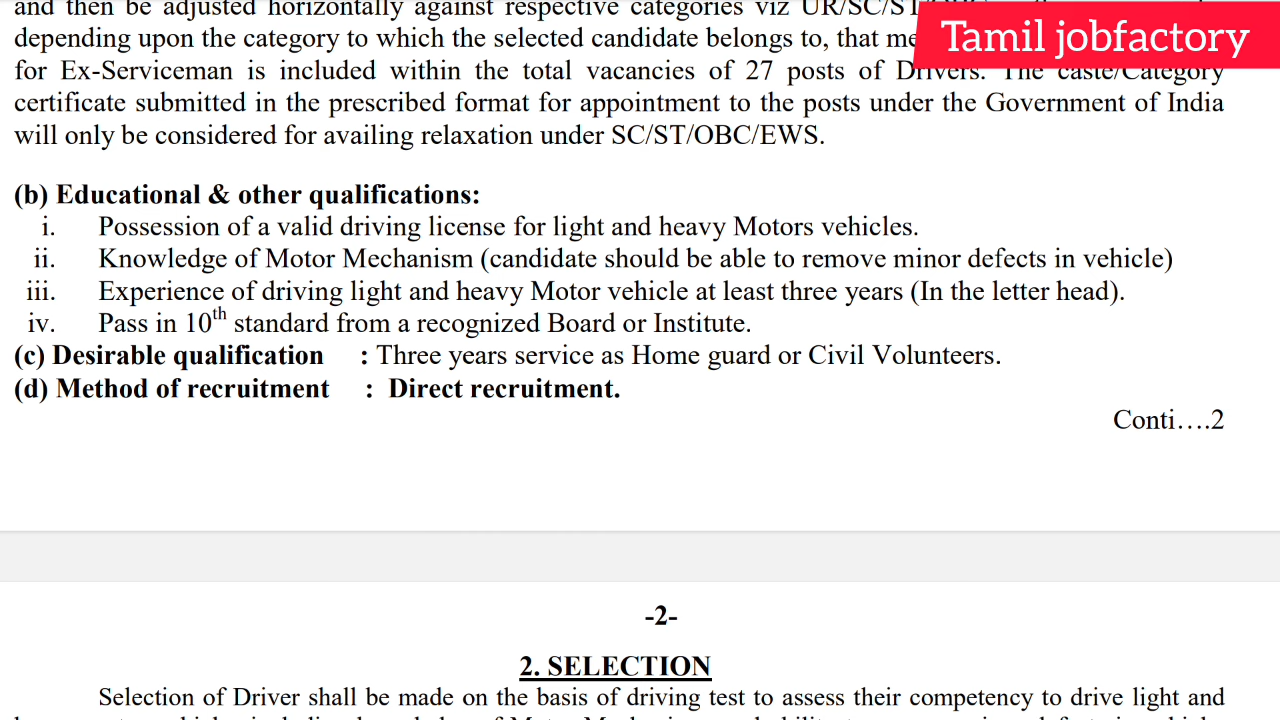 and then be adjusted horizontally against respective categories viz UR/SC/ST
Tamil jobfactory
depending upon the category to which the selected candidate belongs to, that
for Ex-Serviceman is included within the total vacancies of 27 posts of Drivers. The caste/Category
certificate submitted in the prescribed format for appointment to the posts under the Government of India
will only be considered for availing relaxation under SC/ST/OBC/EWS.
(b) Educational & other qualifications:
i. Possession of a valid driving license for light and heavy Motors vehicles.
ii. Knowledge of Motor Mechanism (candidate should be able to remove minor defects in vehicle)
iii. Experience of driving light and heavy Motor vehicle at least three years (In the letter head).
iv. Pass in 10th standard from a recognized Board or Institute.
(c) Desirable qualification : Three years service as Home guard or Civil Volunteers.
(d) Method of recruitment : Direct recruitment.
Conti....2
-2-
2. SELECTION
Selection of Driver shall be made on the basis of driving test to assess their competency to drive light and